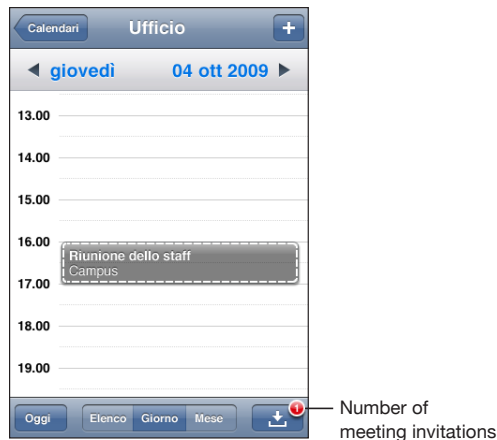 Calendari Ufficio +
giovedì 04 ott 2009
13.00
14.00
15.00
16.00
Riunione dello staff
Campus
17.00
18.00
19.00
Oggi Elenco Giorno Mese 1
Number of
meeting invitations